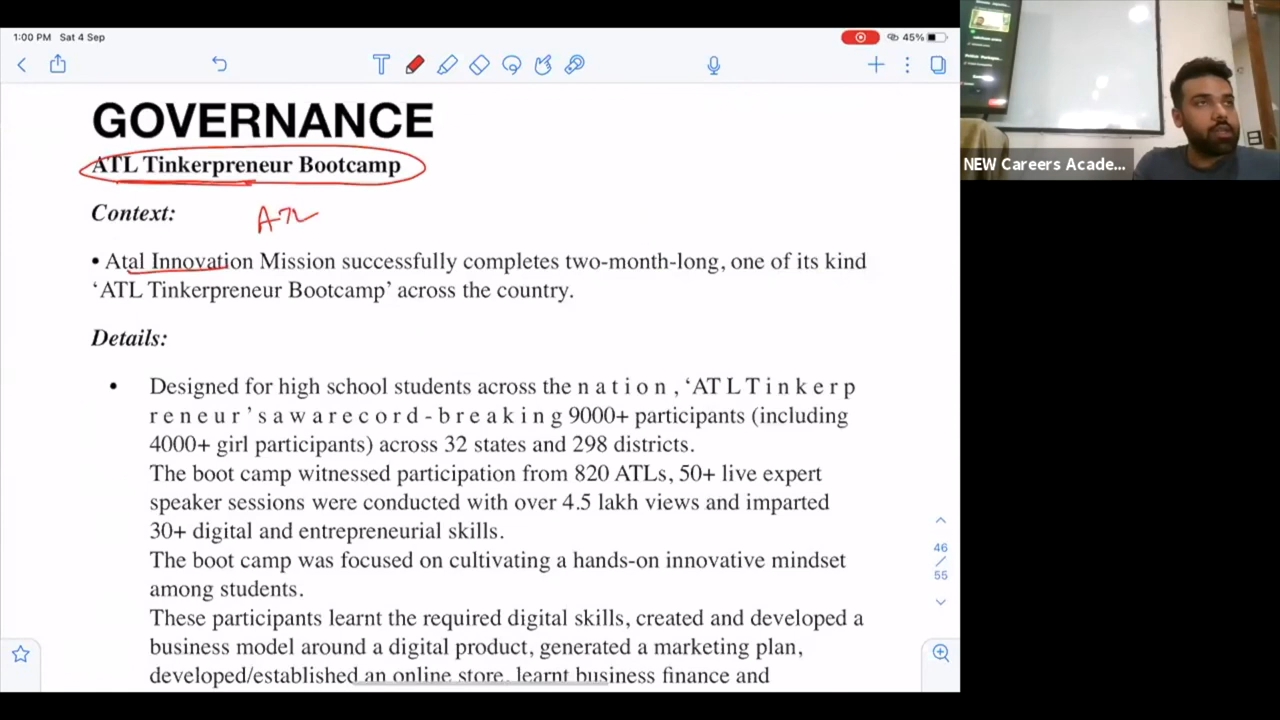 1:00 PM Sat 4 Sep
45%
GOVERNANCE
ATL Tinkerpreneur Bootcamp
Context:
ATL
• Atal Innovation Mission successfully completes two-month-long, one of its kind
‘ATL Tinkerpreneur Bootcamp’ across the country.
Details:
• Designed for high school students across the n a t i o n , ‘AT L T i n k e r p
r e n e u r ’ s a w a r e c o r d - b r e a k i n g 9000+ participants (including
4000+ girl participants) across 32 states and 298 districts.
The boot camp witnessed participation from 820 ATLs, 50+ live expert
speaker sessions were conducted with over 4.5 lakh views and imparted
30+ digital and entrepreneurial skills.
The boot camp was focused on cultivating a hands-on innovative mindset
among students.
These participants learnt the required digital skills, created and developed a
business model around a digital product, generated a marketing plan,
developed/established an online store, learnt business finance and
46
/
55
NEW Careers Acade...